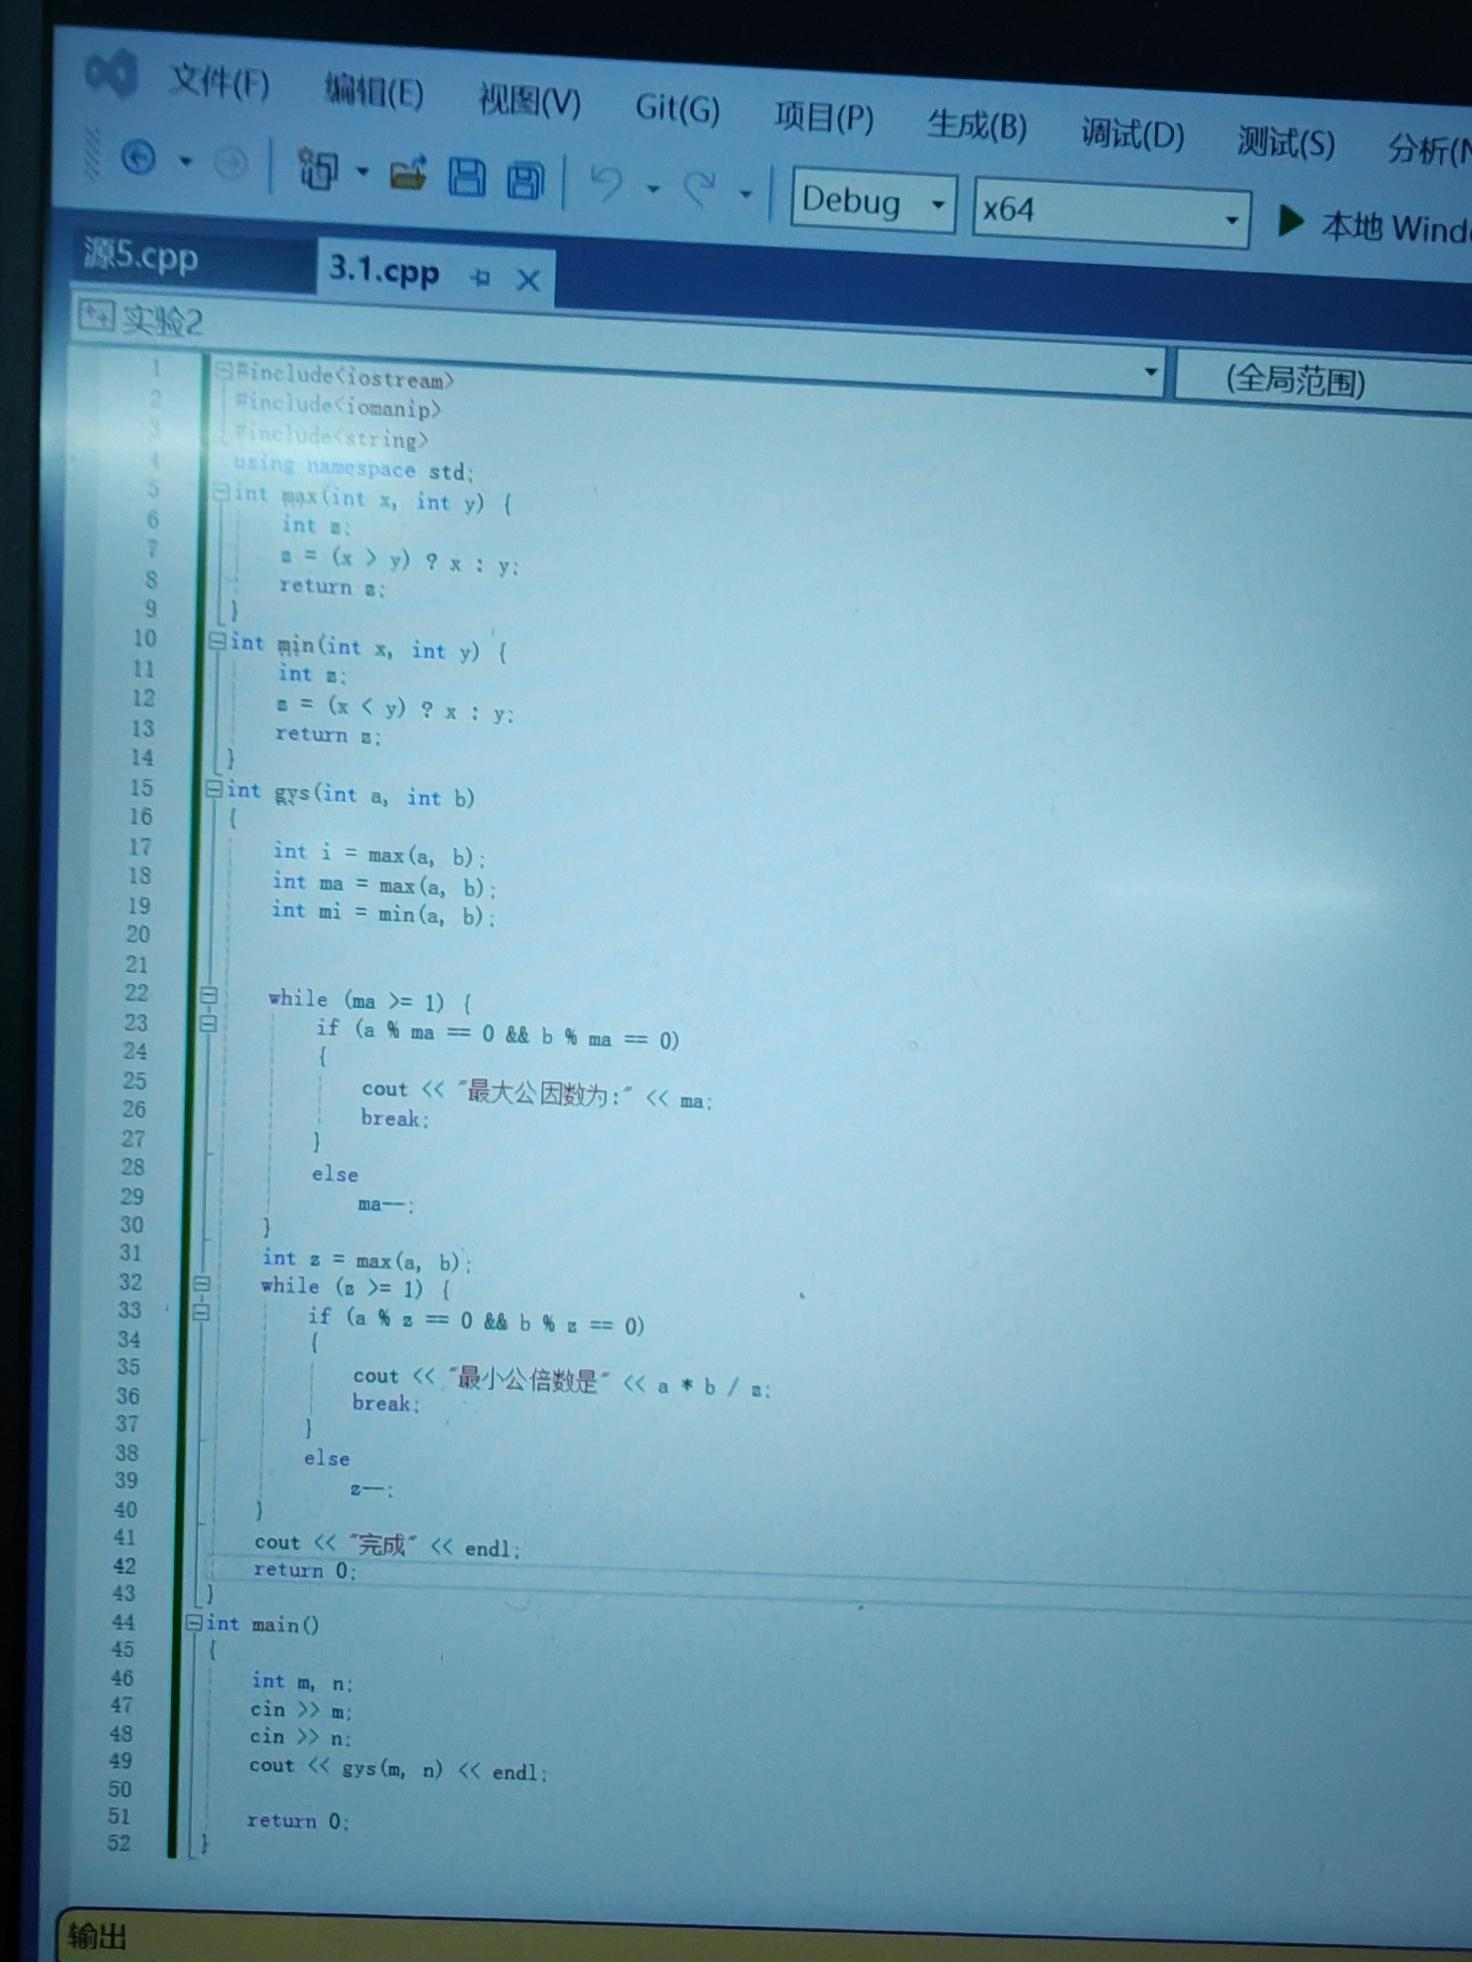 文件(F) 编辑(E) 视图(V) Git(G) 项目(P) 生成(B) 调试(D) 测试(S) 分析(N
Debug x64 本地 Wind
源5.cpp 3.1.cpp
实验2 (全局范围)
1 #include<iostream>
2 #include<iomanip>
3 #include<string>
4 using namespace std;
5 int max(int x, int y) {
6 int z;
7 z = (x > y) ? x : y;
8 return z;
9 }
10 int min(int x, int y) {
11 int z;
12 z = (x < y) ? x : y;
13 return z;
14 }
15 int gys(int a, int b)
16 {
17 int i = max(a, b);
18 int ma = max(a, b);
19 int mi = min(a, b);
20
21
22 while (ma >= 1) {
23 if (a % ma == 0 && b % ma == 0)
24 {
25 cout << "最大公因数为:" << ma;
26 break;
27 }
28 else
29 ma--;
30 }
31 int z = max(a, b);
32 while (z >= 1) {
33 if (a % z == 0 && b % z == 0)
34 {
35 cout << "最小公倍数是" << a * b / z;
36 break;
37 }
38 else
39 z--;
40 }
41 cout << "完成" << endl;
42 return 0;
43 }
44 int main()
45 {
46 int m, n;
47 cin >> m;
48 cin >> n;
49 cout << gys(m, n) << endl;
50
51 return 0;
52 }
输出